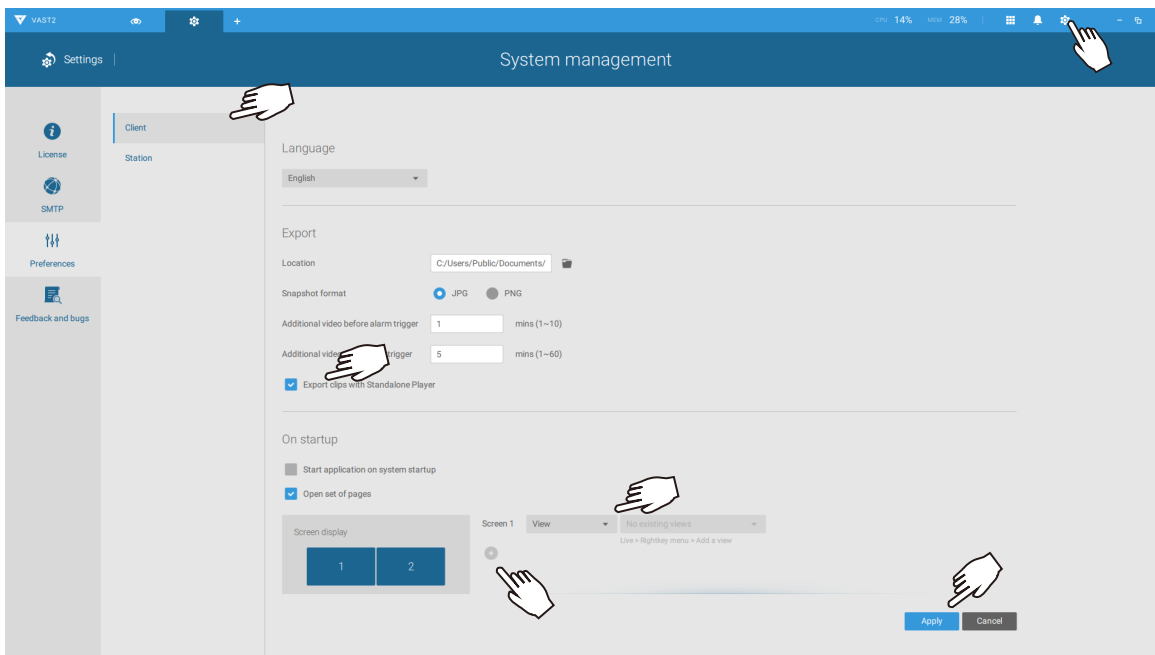 VAST2
CPU 14% MEM 28%
Settings
System management
License
SMTP
Preferences
Feedback and bugs
Client
Station
Language
English
Export
Location C:/Users/Public/Documents/
Snapshot format JPG PNG
Additional video before alarm trigger 1 mins (1~10)
Additional vide trigger 5 mins (1~60)
Export clips with Standalone Player
On startup
Start application on system startup
Open set of pages
Screen display
1 2
Screen 1 View No existing views
Live > Rightkey menu > Add a view
Apply Cancel